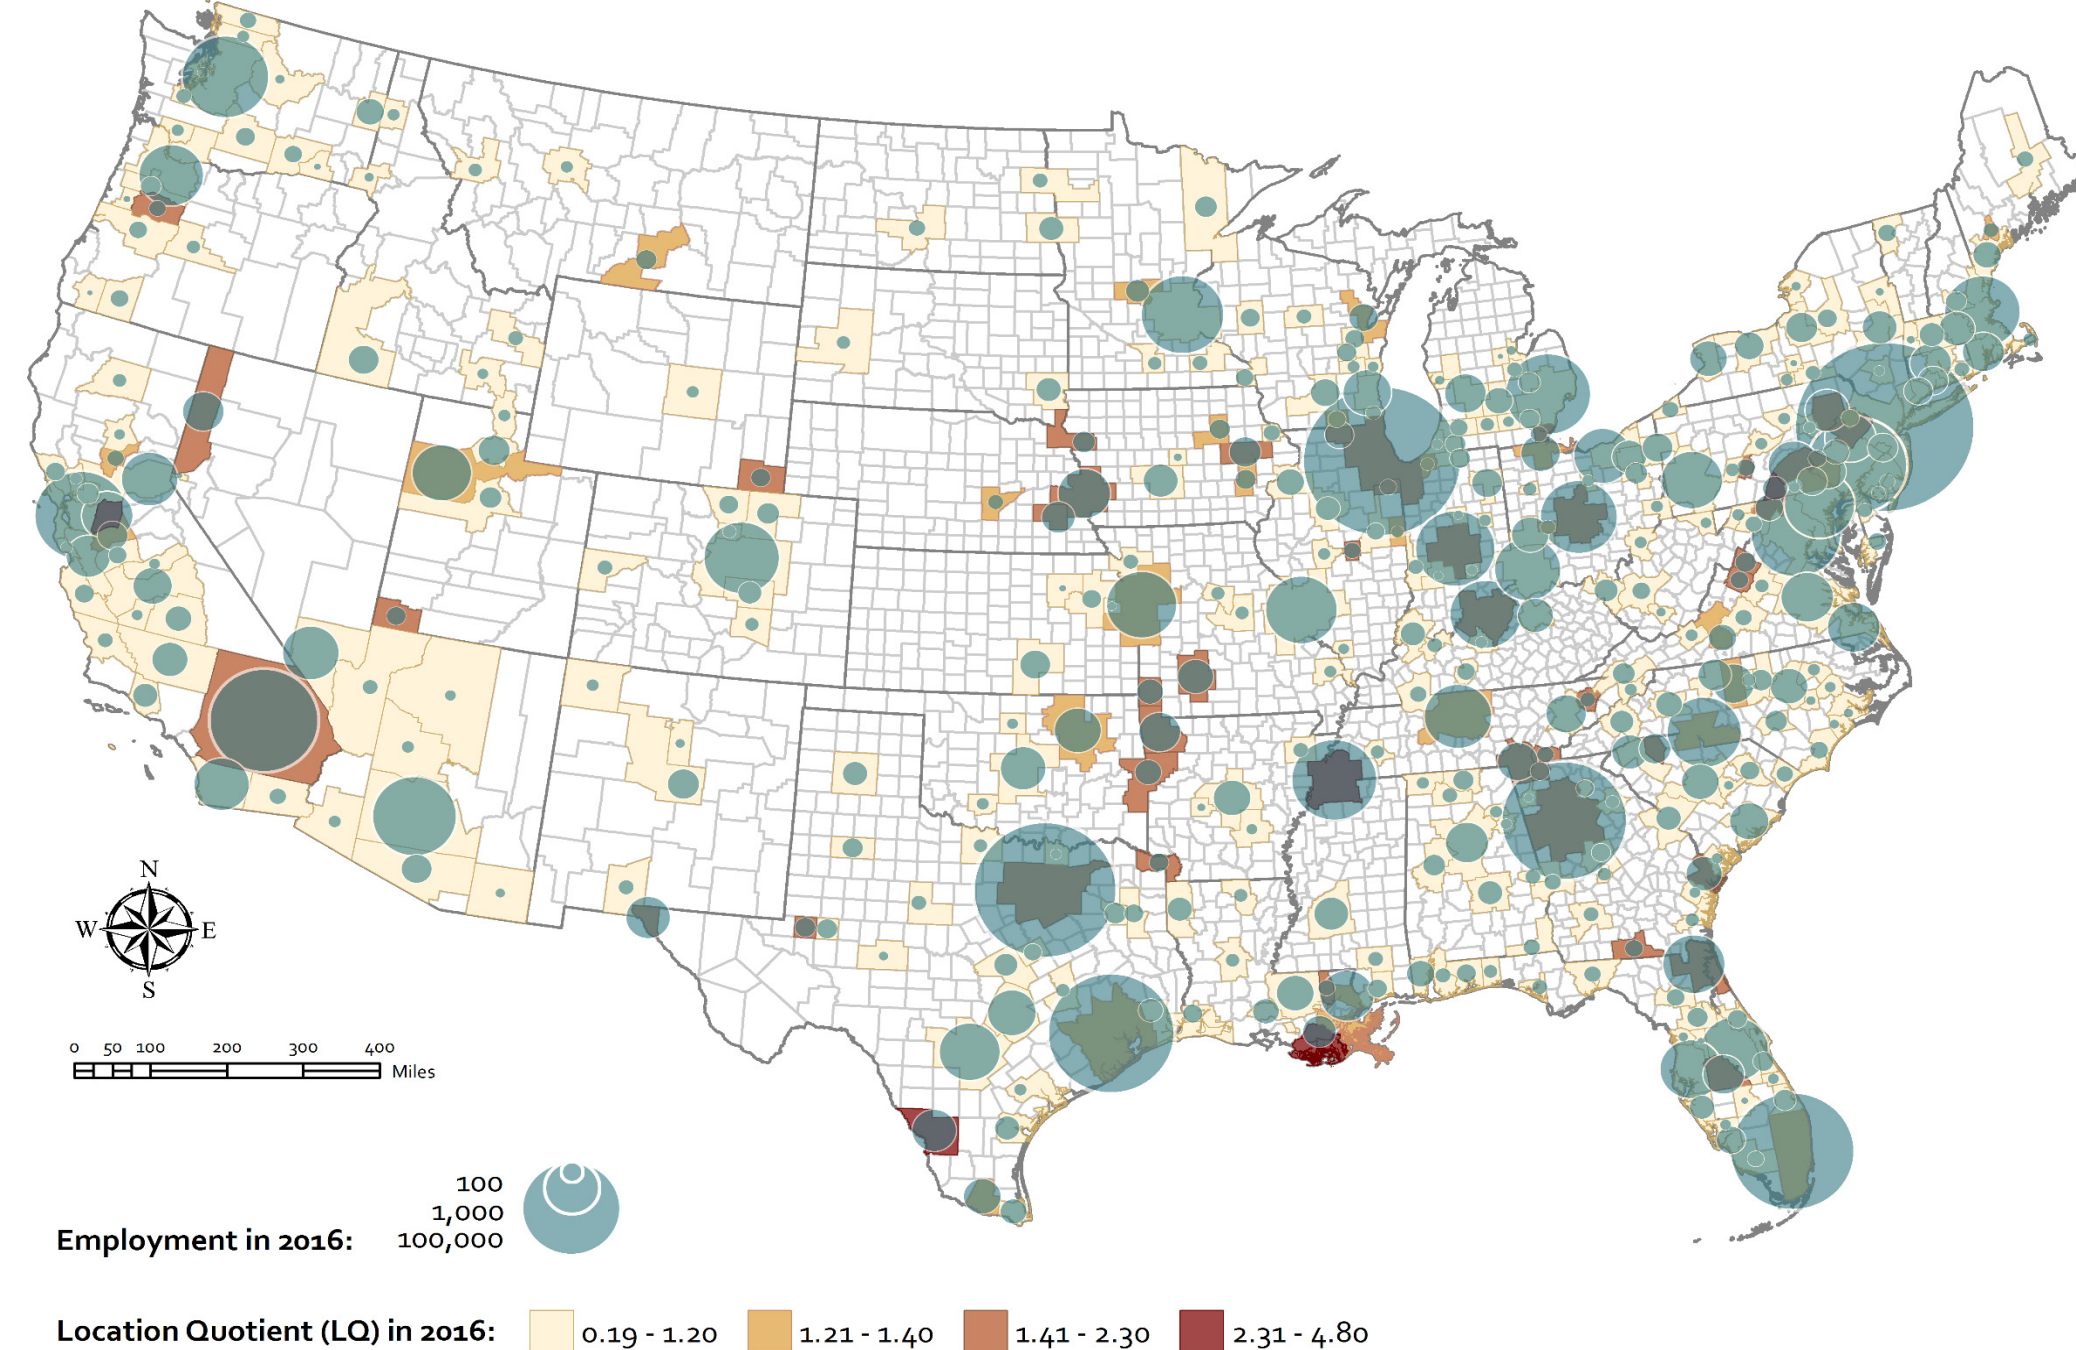 N
W E
S
0 50 100 200 300 400
Miles
100
1,000
Employment in 2016: 100,000
Location Quotient (LQ) in 2016: 0.19 - 1.20 1.21 - 1.40 1.41 - 2.30 2.31 - 4.80